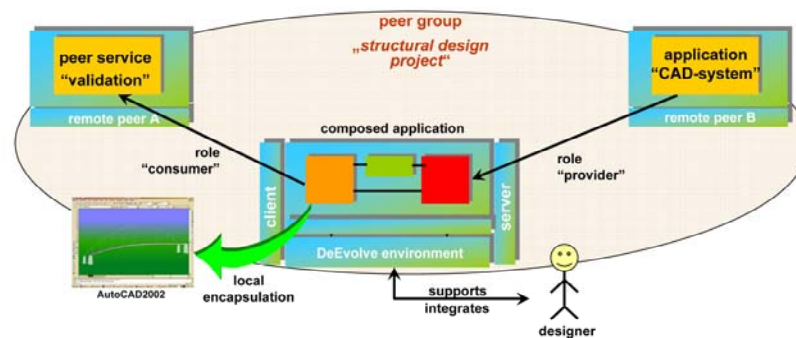 peer group
„structural design
project“
peer service
“validation”
remote peer A
application
“CAD-system”
remote peer B
composed application
role
“consumer”
role
“provider”
client
server
DeEvolve environment
AutoCAD2002
local
encapsulation
supports
integrates
designer